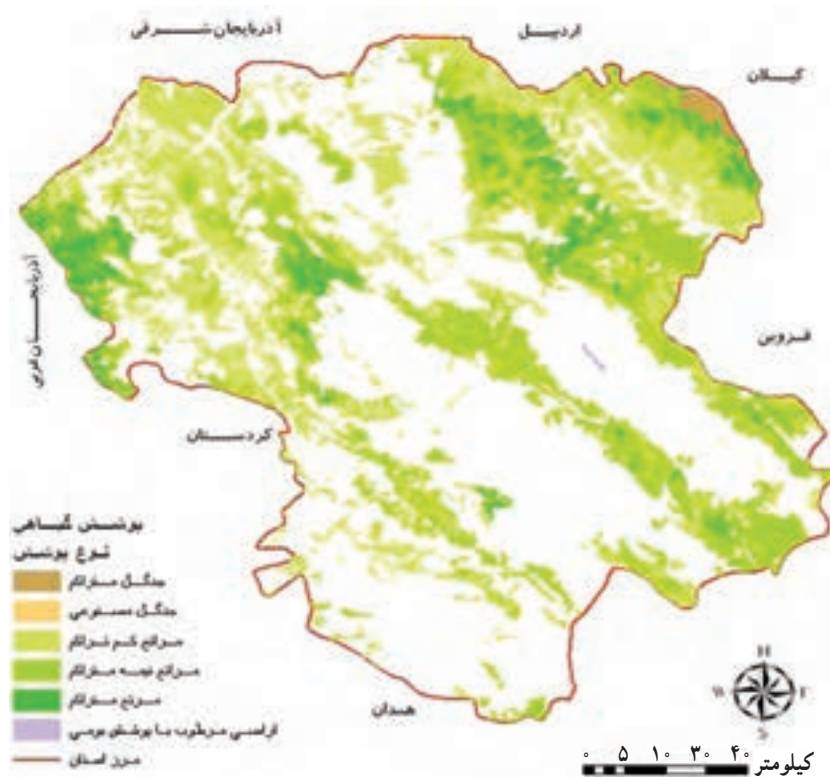 آذربایجان شرقی
اردبیل
گیلان
آذربایجان غربی
قزوین
کردستان
همدان
پوشش گیاهی
نوع پوشش
جنگل متراکم
جنگل مصنوعی
مراتع کم تراکم
مراتع نیمه متراکم
مرتع متراکم
اراضی مرطوب با پوشش بومی
مرز استان
۰ ۵ ۱۰ ۳۰ ۴۰ کیلومتر